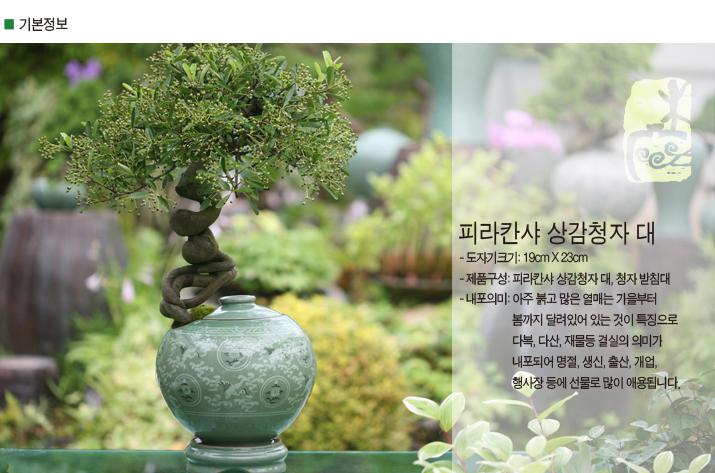 기본정보
피라칸샤 상감청자 대
- 도자기크기: 19cm X 23cm
- 제품구성: 피라칸샤 상감청자 대, 청자 받침대
- 내포의미: 아주 붉고 많은 열매는 가을부터
봄까지 달려있어 있는 것이 특징으로
다복, 다산, 재물등 결실의 의미가
내포되어 명절, 생신, 출산, 개업,
행사장 등에 선물로 많이 애용됩니다.